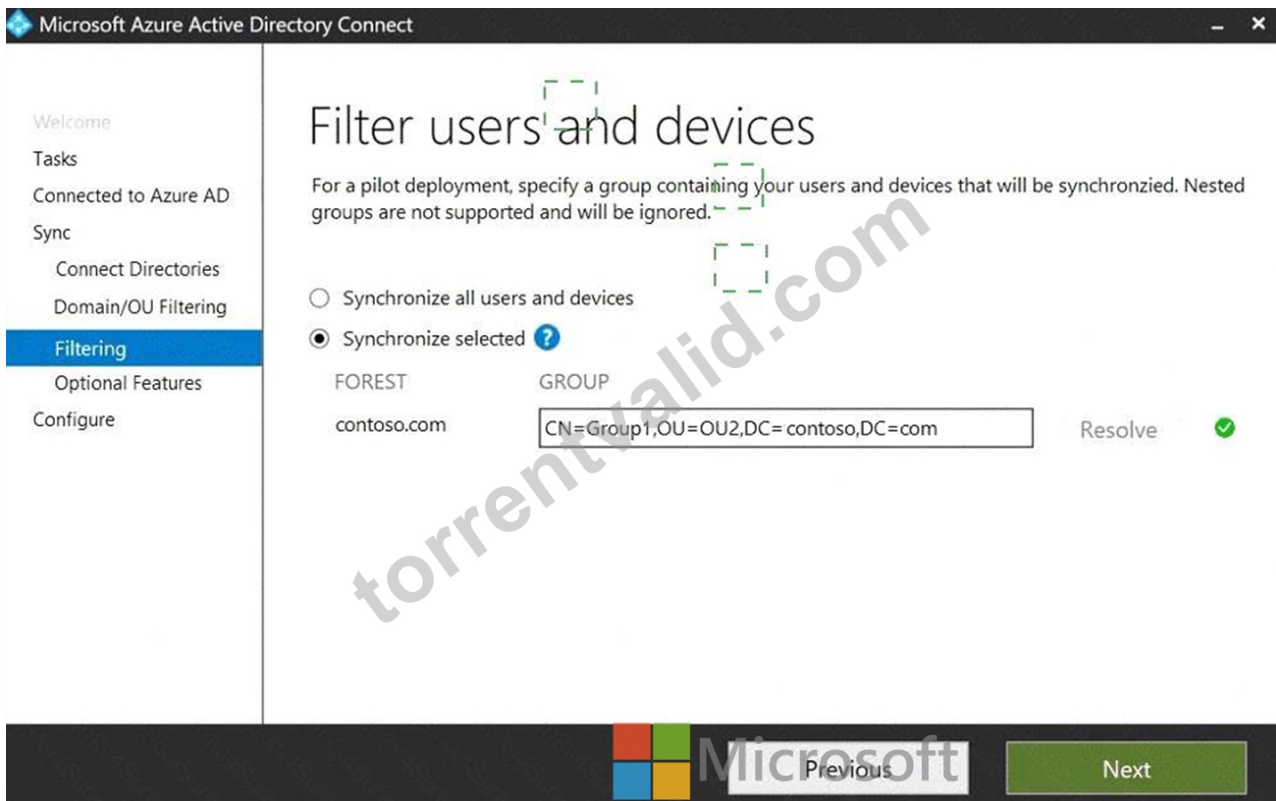 Microsoft Azure Active Directory Connect
Welcome
Tasks
Connected to Azure AD
Sync
Connect Directories
Domain/OU Filtering
Filtering
Optional Features
Configure
Filter users and devices
For a pilot deployment, specify a group containing your users and devices that will be synchronzied. Nested
groups are not supported and will be ignored.
Synchronize all users and devices
Synchronize selected ?
FOREST GROUP
contoso.com CN=Group1,OU=OU2,DC=contoso,DC=com Resolve
torrentvalid.com
Microsoft
Previous Next